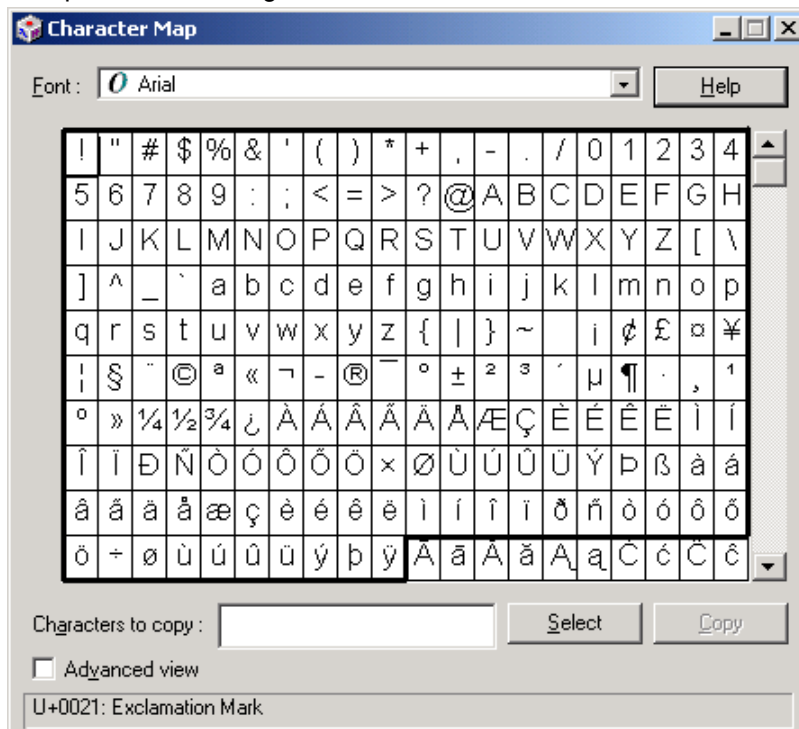 Character Map
Font : O Arial Help
! " # $ % & ' ( ) * + , - . / 0 1 2 3 4
5 6 7 8 9 : ; < = > ? @ A B C D E F G H
I J K L M N O P Q R S T U V W X Y Z [ \
] ^ _ ` a b c d e f g h i j k l m n o p
q r s t u v w x y z { | } ~ ¡ ¢ £ ¤ ¥
¦ § ¨ © ª « ¬ - ® ¯ ° ± ² ³ ´ µ ¶ · ¸ ¹
º » ¼ ½ ¾ ¿ À Á Â Ã Ä Å Æ Ç È É Ê Ë Ì Í
Î Ï Ð Ñ Ò Ó Ô Õ Ö × Ø Ù Ú Û Ü Ý Þ ß à á
â ã ä å æ ç è é ê ë ì í î ï ð ñ ò ó ô õ
ö ÷ ø ù ú û ü ý þ ÿ Ā ā Ă ă Ą ą Ć ć Ĉ ĉ
Characters to copy : Select Copy
Advanced view
U+0021: Exclamation Mark